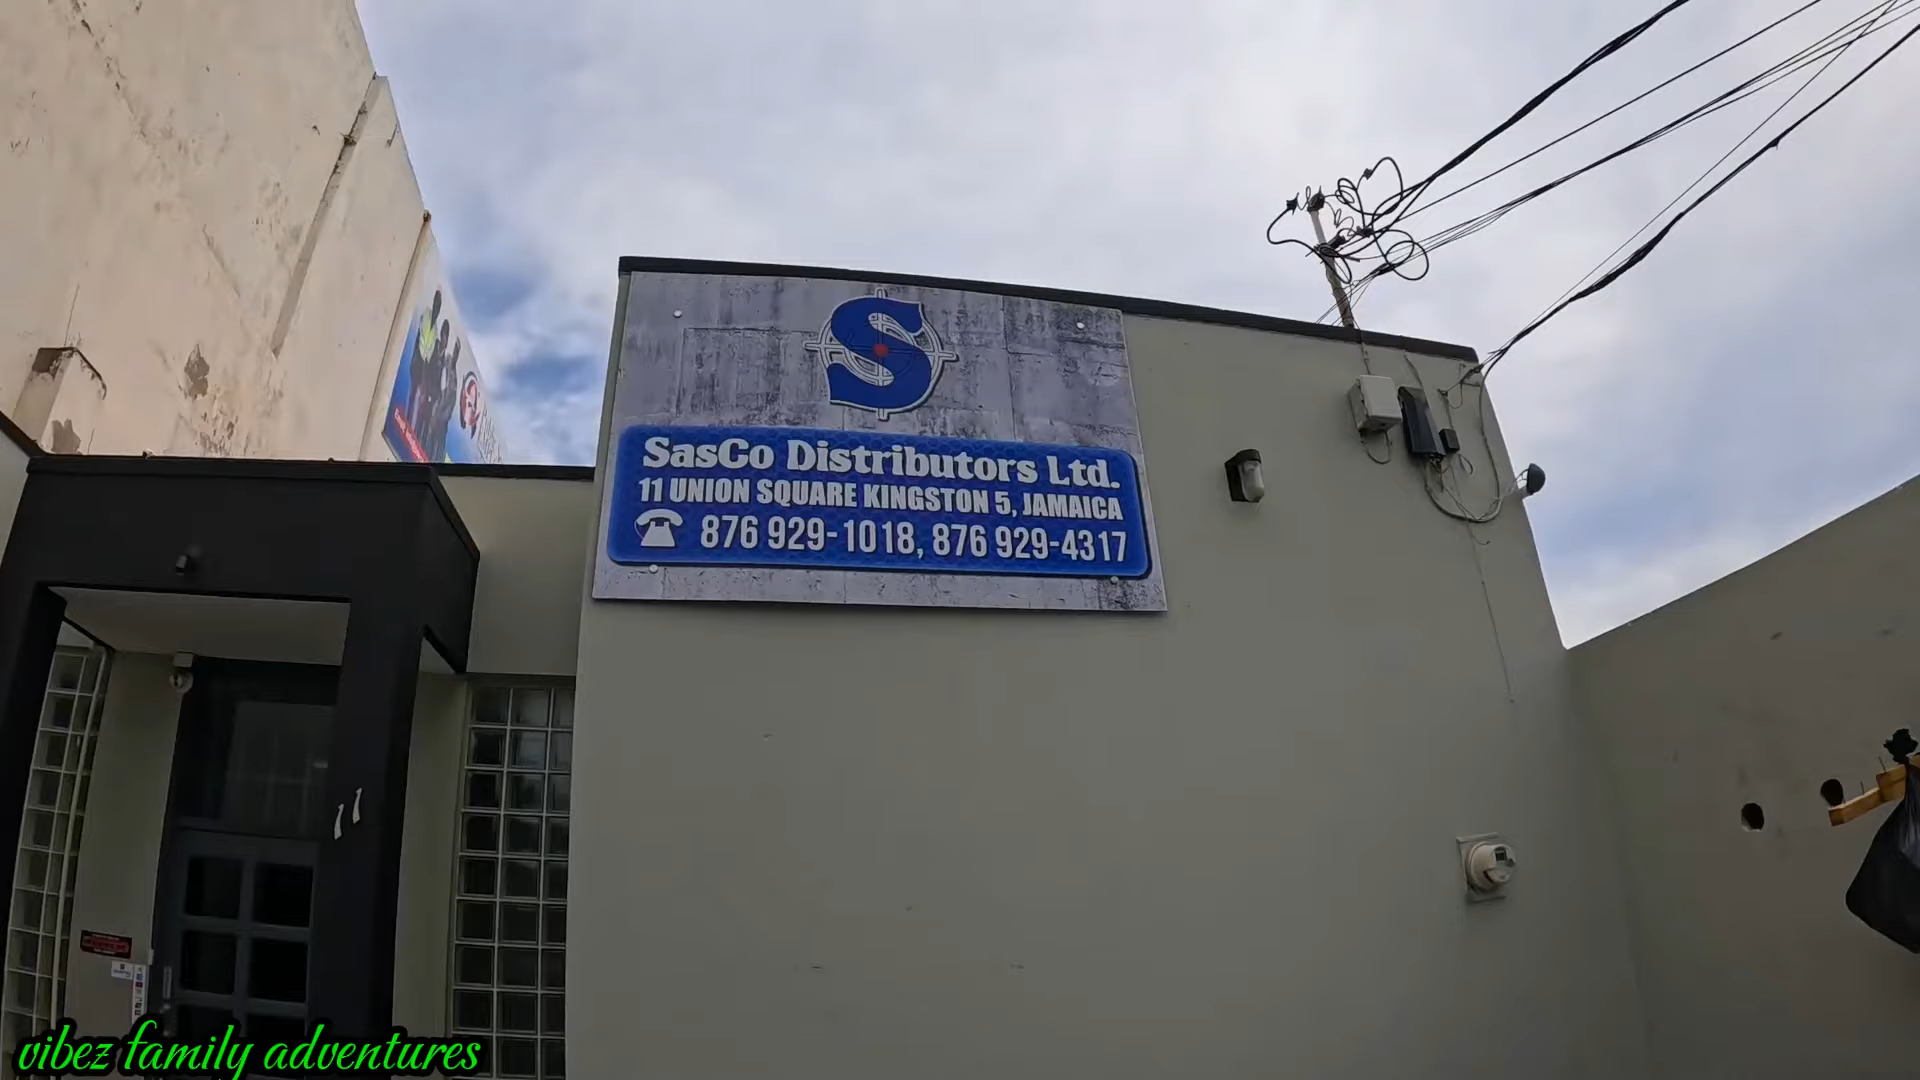 S
SasCo Distributors Ltd.
11 UNION SQUARE KINGSTON 5, JAMAICA
876 929-1018, 876 929-4317
11
vibez family adventures